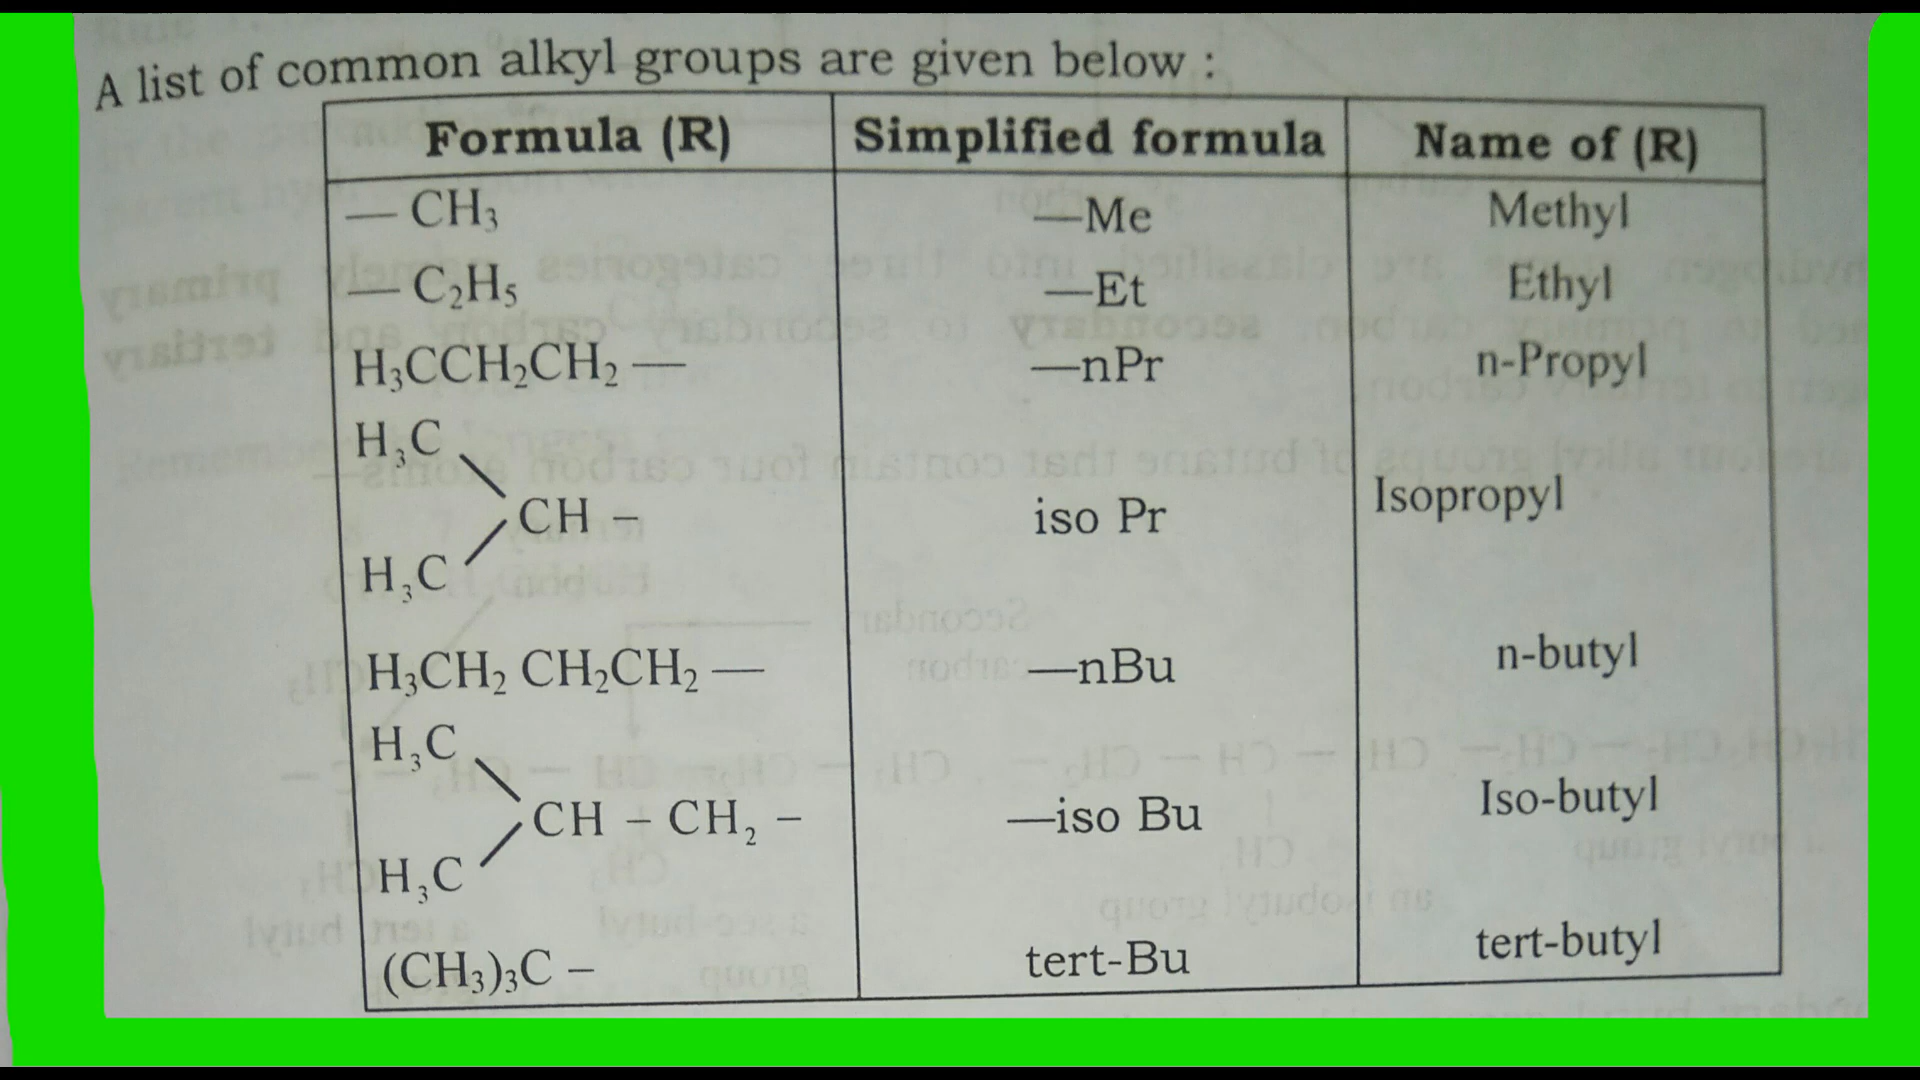 A list of common alkyl groups are given below :
Formula (R) Simplified formula Name of (R)
— CH₃ —Me Methyl
— C₂H₅ —Et Ethyl
H₃CCH₂CH₂ — —nPr n-Propyl
H₃C
CH – iso Pr Isopropyl
H₃C
H₃CH₂ CH₂CH₂ — —nBu n-butyl
H₃C
CH – CH₂ – —iso Bu Iso-butyl
H₃C
(CH₃)₃C – tert-Bu tert-butyl